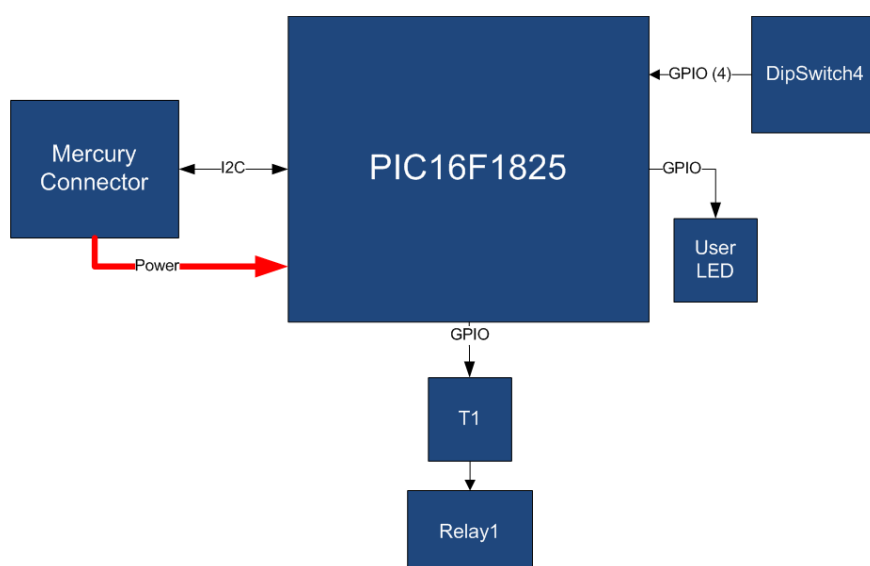 GPIO (4)
DipSwitch4
Mercury
Connector
I2C
PIC16F1825
GPIO
User
LED
Power
GPIO
T1
Relay1